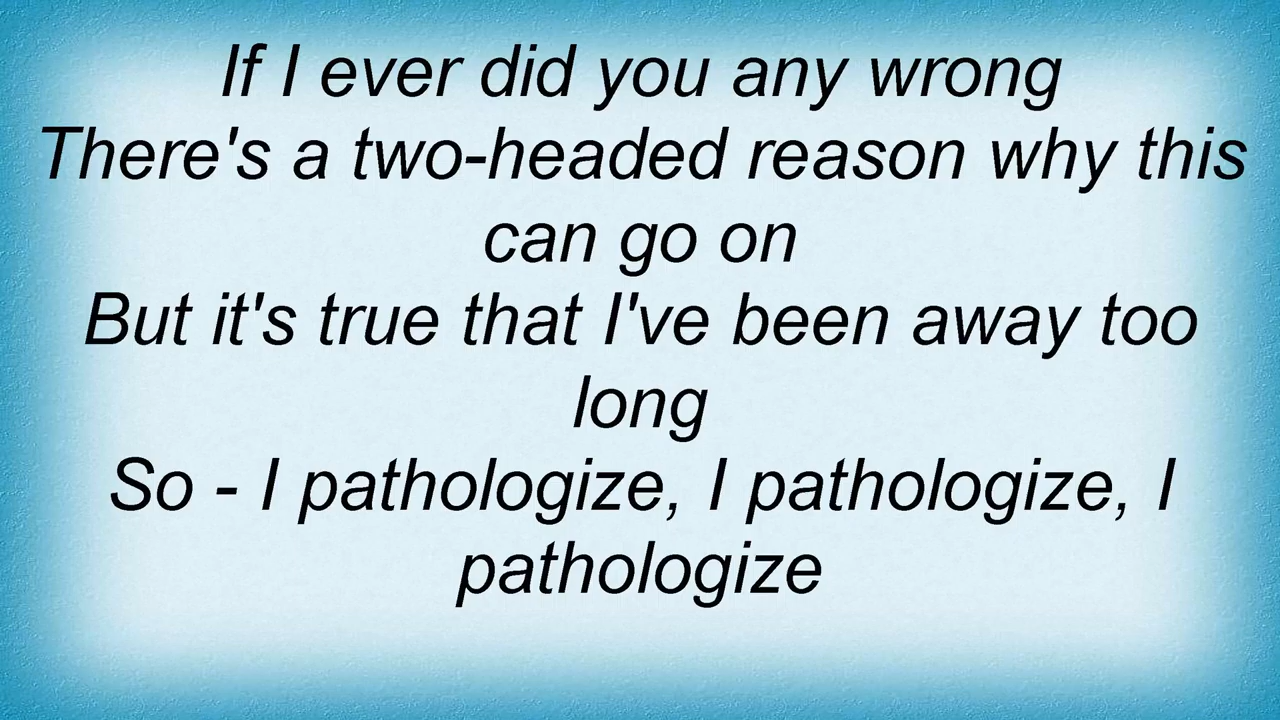 If I ever did you any wrong
There's a two-headed reason why this
can go on
But it's true that I've been away too
long
So - I pathologize, I pathologize, I
pathologize